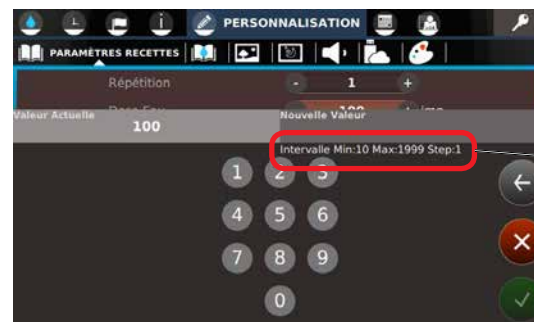 PERSONNALISATION
PARAMÈTRES RECETTES
Répétition - 1 +
Valeur Actuelle
100
Nouvelle Valeur
Intervalle Min:10 Max:1999 Step:1
1 2 3
4 5 6
7 8 9
0